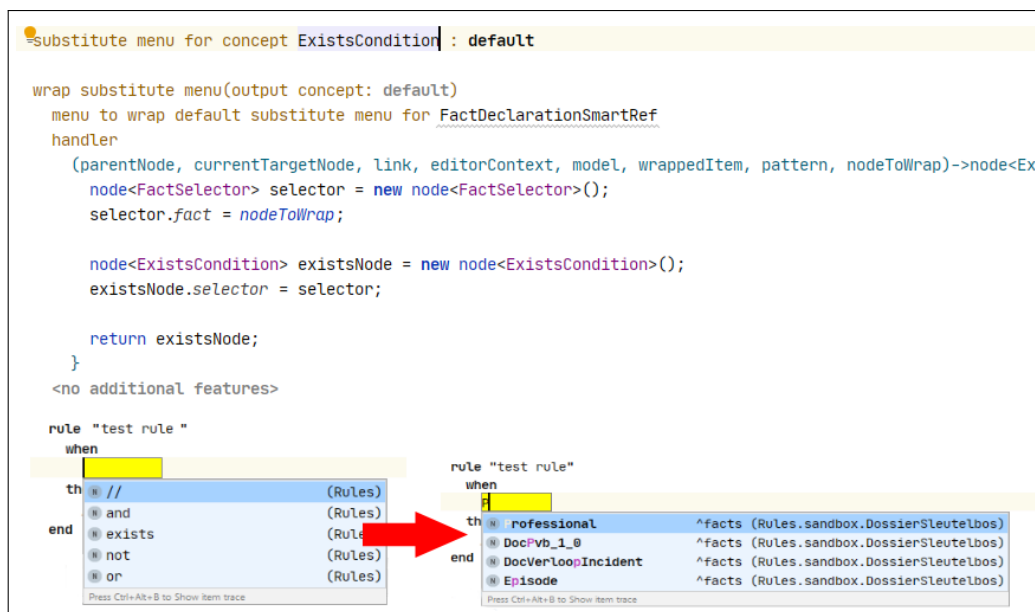 substitute menu for concept ExistsCondition : default
wrap substitute menu(output concept: default)
menu to wrap default substitute menu for FactDeclarationSmartRef
handler
(parentNode, currentTargetNode, link, editorContext, model, wrappedItem, pattern, nodeToWrap)->node<Ex
node<FactSelector> selector = new node<FactSelector>();
selector.fact = nodeToWrap;
node<ExistsCondition> existsNode = new node<ExistsCondition>();
existsNode.selector = selector;
return existsNode;
}
<no additional features>
rule "test rule "
when
th
N // (Rules)
N and (Rules)
N exists (Rule
N not (Rules)
N or (Rules)
end
Press Ctrl+Alt+B to Show item trace
rule "test rule"
when
P
th
N Professional ^facts (Rules.sandbox.DossierSleutelbos)
N DocPvb_1_0 ^facts (Rules.sandbox.DossierSleutelbos)
N DocVerloopIncident ^facts (Rules.sandbox.DossierSleutelbos)
N Episode ^facts (Rules.sandbox.DossierSleutelbos)
end
Press Ctrl+Alt+B to Show item trace